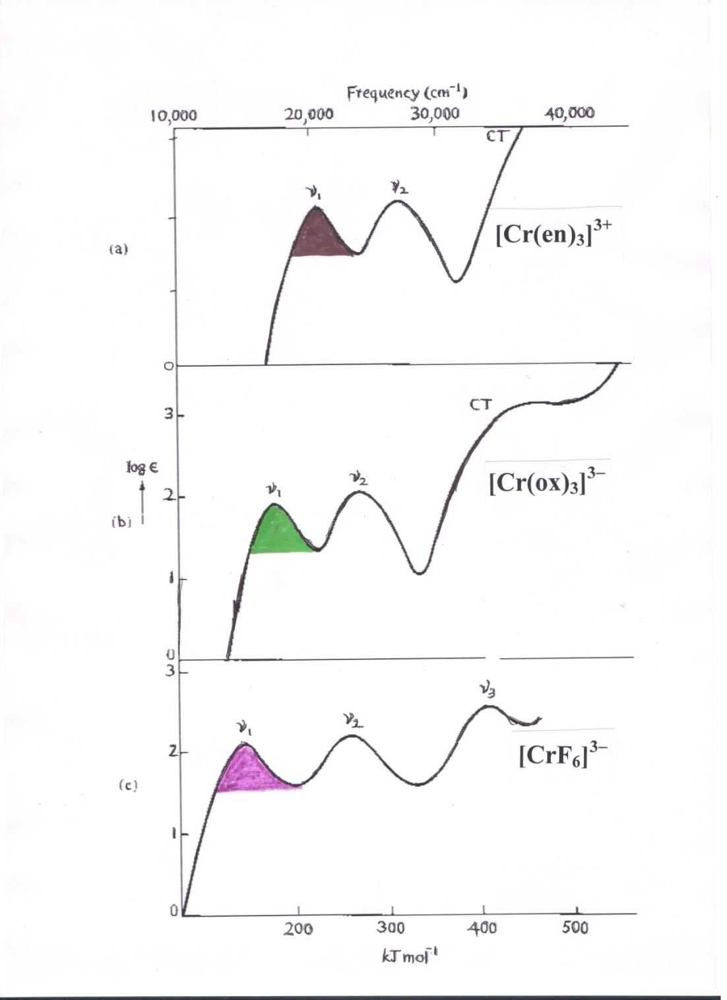 Frequency (cm⁻¹)
10,000 20,000 30,000 40,000
CT
ν₁ ν₂
[Cr(en)₃]³⁺
(a)
0
CT
3
log ϵ
[Cr(ox)₃]³⁻
ν₁ ν₂
2
(b)
1
0
3
ν₃
ν₁ ν₂
[CrF₆]³⁻
2
(c)
1
0
200 300 400 500
kJ mol⁻¹